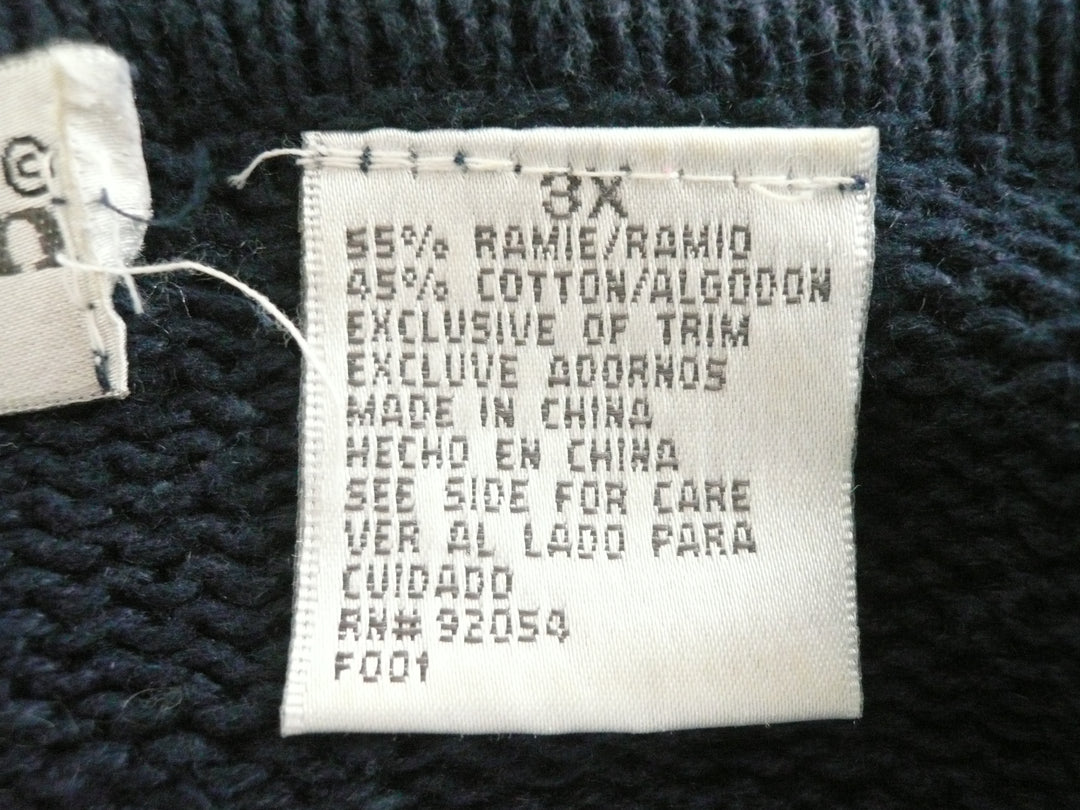 3X
55% RAMIE/RAMIO
45% COTTON/ALGODON
EXCLUSIVE OF TRIM
EXCLUVE ADORNOS
MADE IN CHINA
HECHO EN CHINA
SEE SIDE FOR CARE
VER AL LADO PARA
CUIDADO
RN# 92054
F001